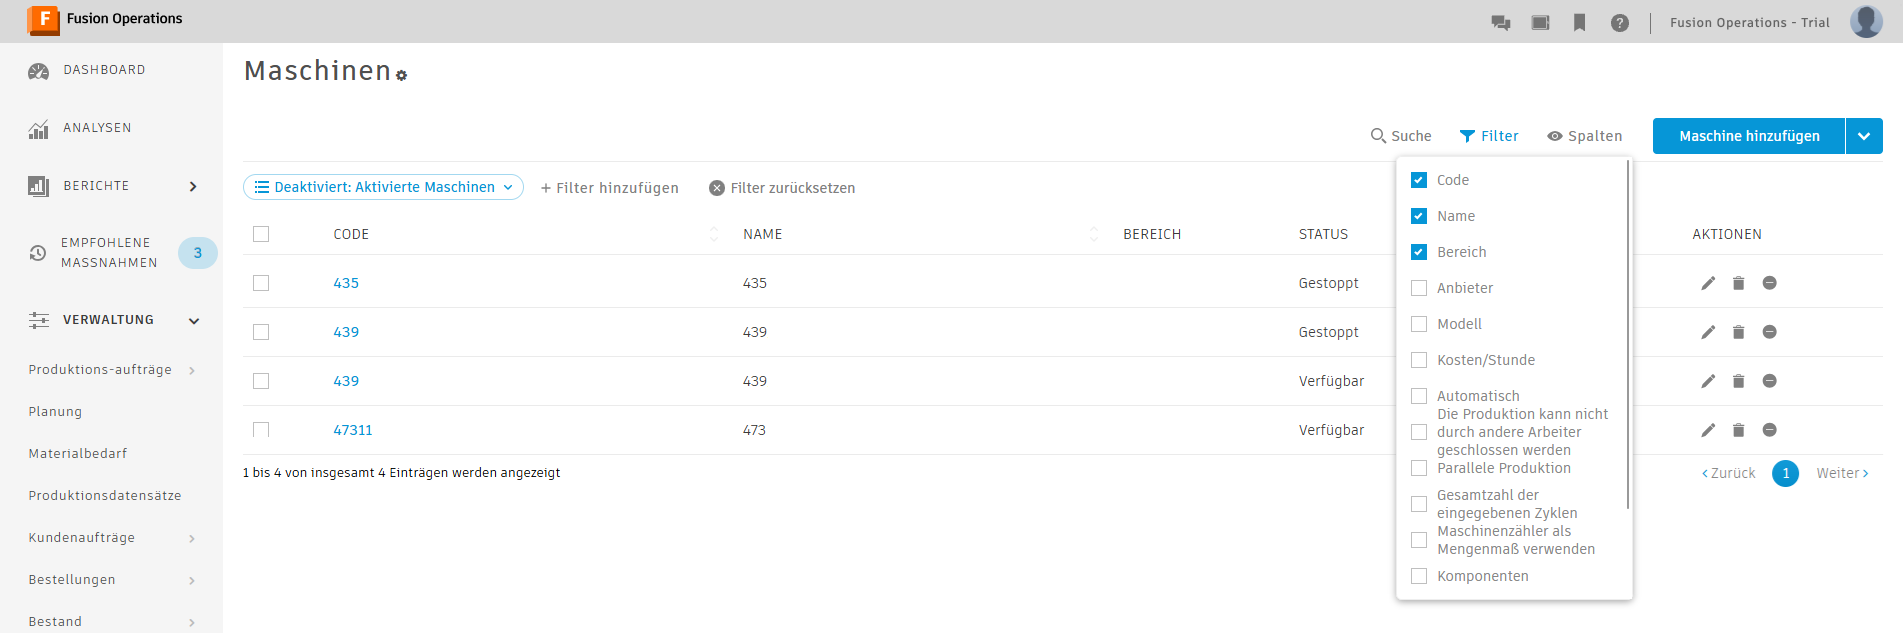 Fusion Operations
Fusion Operations - Trial
DASHBOARD
ANALYSEN
BERICHTE
EMPFOHLENE
MASSNAHMEN
3
VERWALTUNG
Produktions-aufträge
Planung
Materialbedarf
Produktionsdatensätze
Kundenaufträge
Bestellungen
Bestand
Maschinen
Suche Filter Spalten Maschine hinzufügen
Deaktiviert: Aktivierte Maschinen + Filter hinzufügen Filter zurücksetzen
CODE NAME BEREICH STATUS AKTIONEN
435 435 Gestoppt
439 439 Gestoppt
439 439 Verfügbar
47311 473 Verfügbar
1 bis 4 von insgesamt 4 Einträgen werden angezeigt
Zurück 1 Weiter
Code
Name
Bereich
Anbieter
Modell
Kosten/Stunde
Automatisch
Die Produktion kann nicht
durch andere Arbeiter
geschlossen werden
Parallele Produktion
Gesamtzahl der
eingegebenen Zyklen
Maschinenzähler als
Mengenmaß verwenden
Komponenten